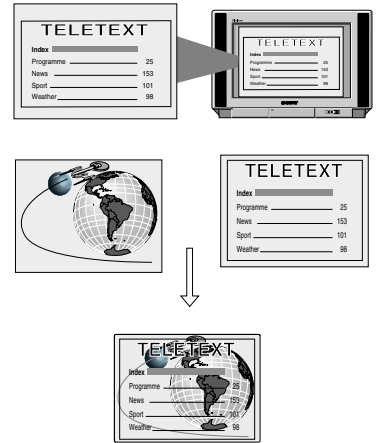 TELETEXT
Index
Programme 25
News 153
Sport 101
Weather 98
TELETEXT
Index
Programme 25
News 153
Sport 101
Weather 98
TELETEXT
Index
Programme 25
News 153
Sport 101
Weather 98
TELETEXT
Index
Programme 25
News 153
Sport 101
Weather 98